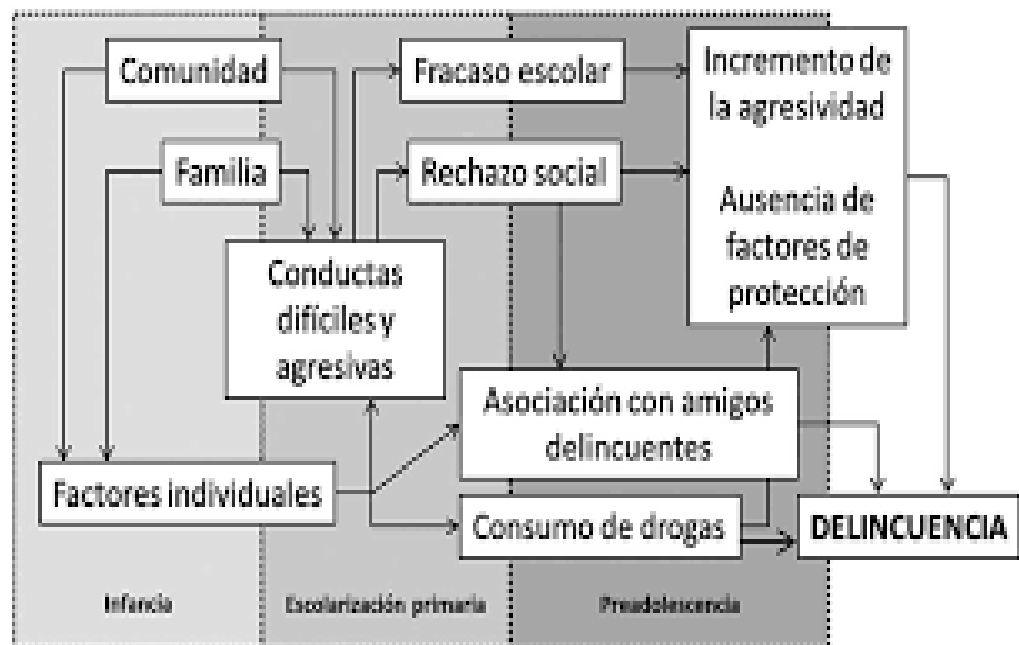 Comunidad
Fracaso escolar
Incremento de
la agresividad
Familia
Rechazo social
Ausencia de
factores de
protección
Conductas
difíciles y
agresivas
Asociación con amigos
delincuentes
Factores individuales
Consumo de drogas
DELINCUENCIA
Infancia
Escolarización primaria
Preadolescencia